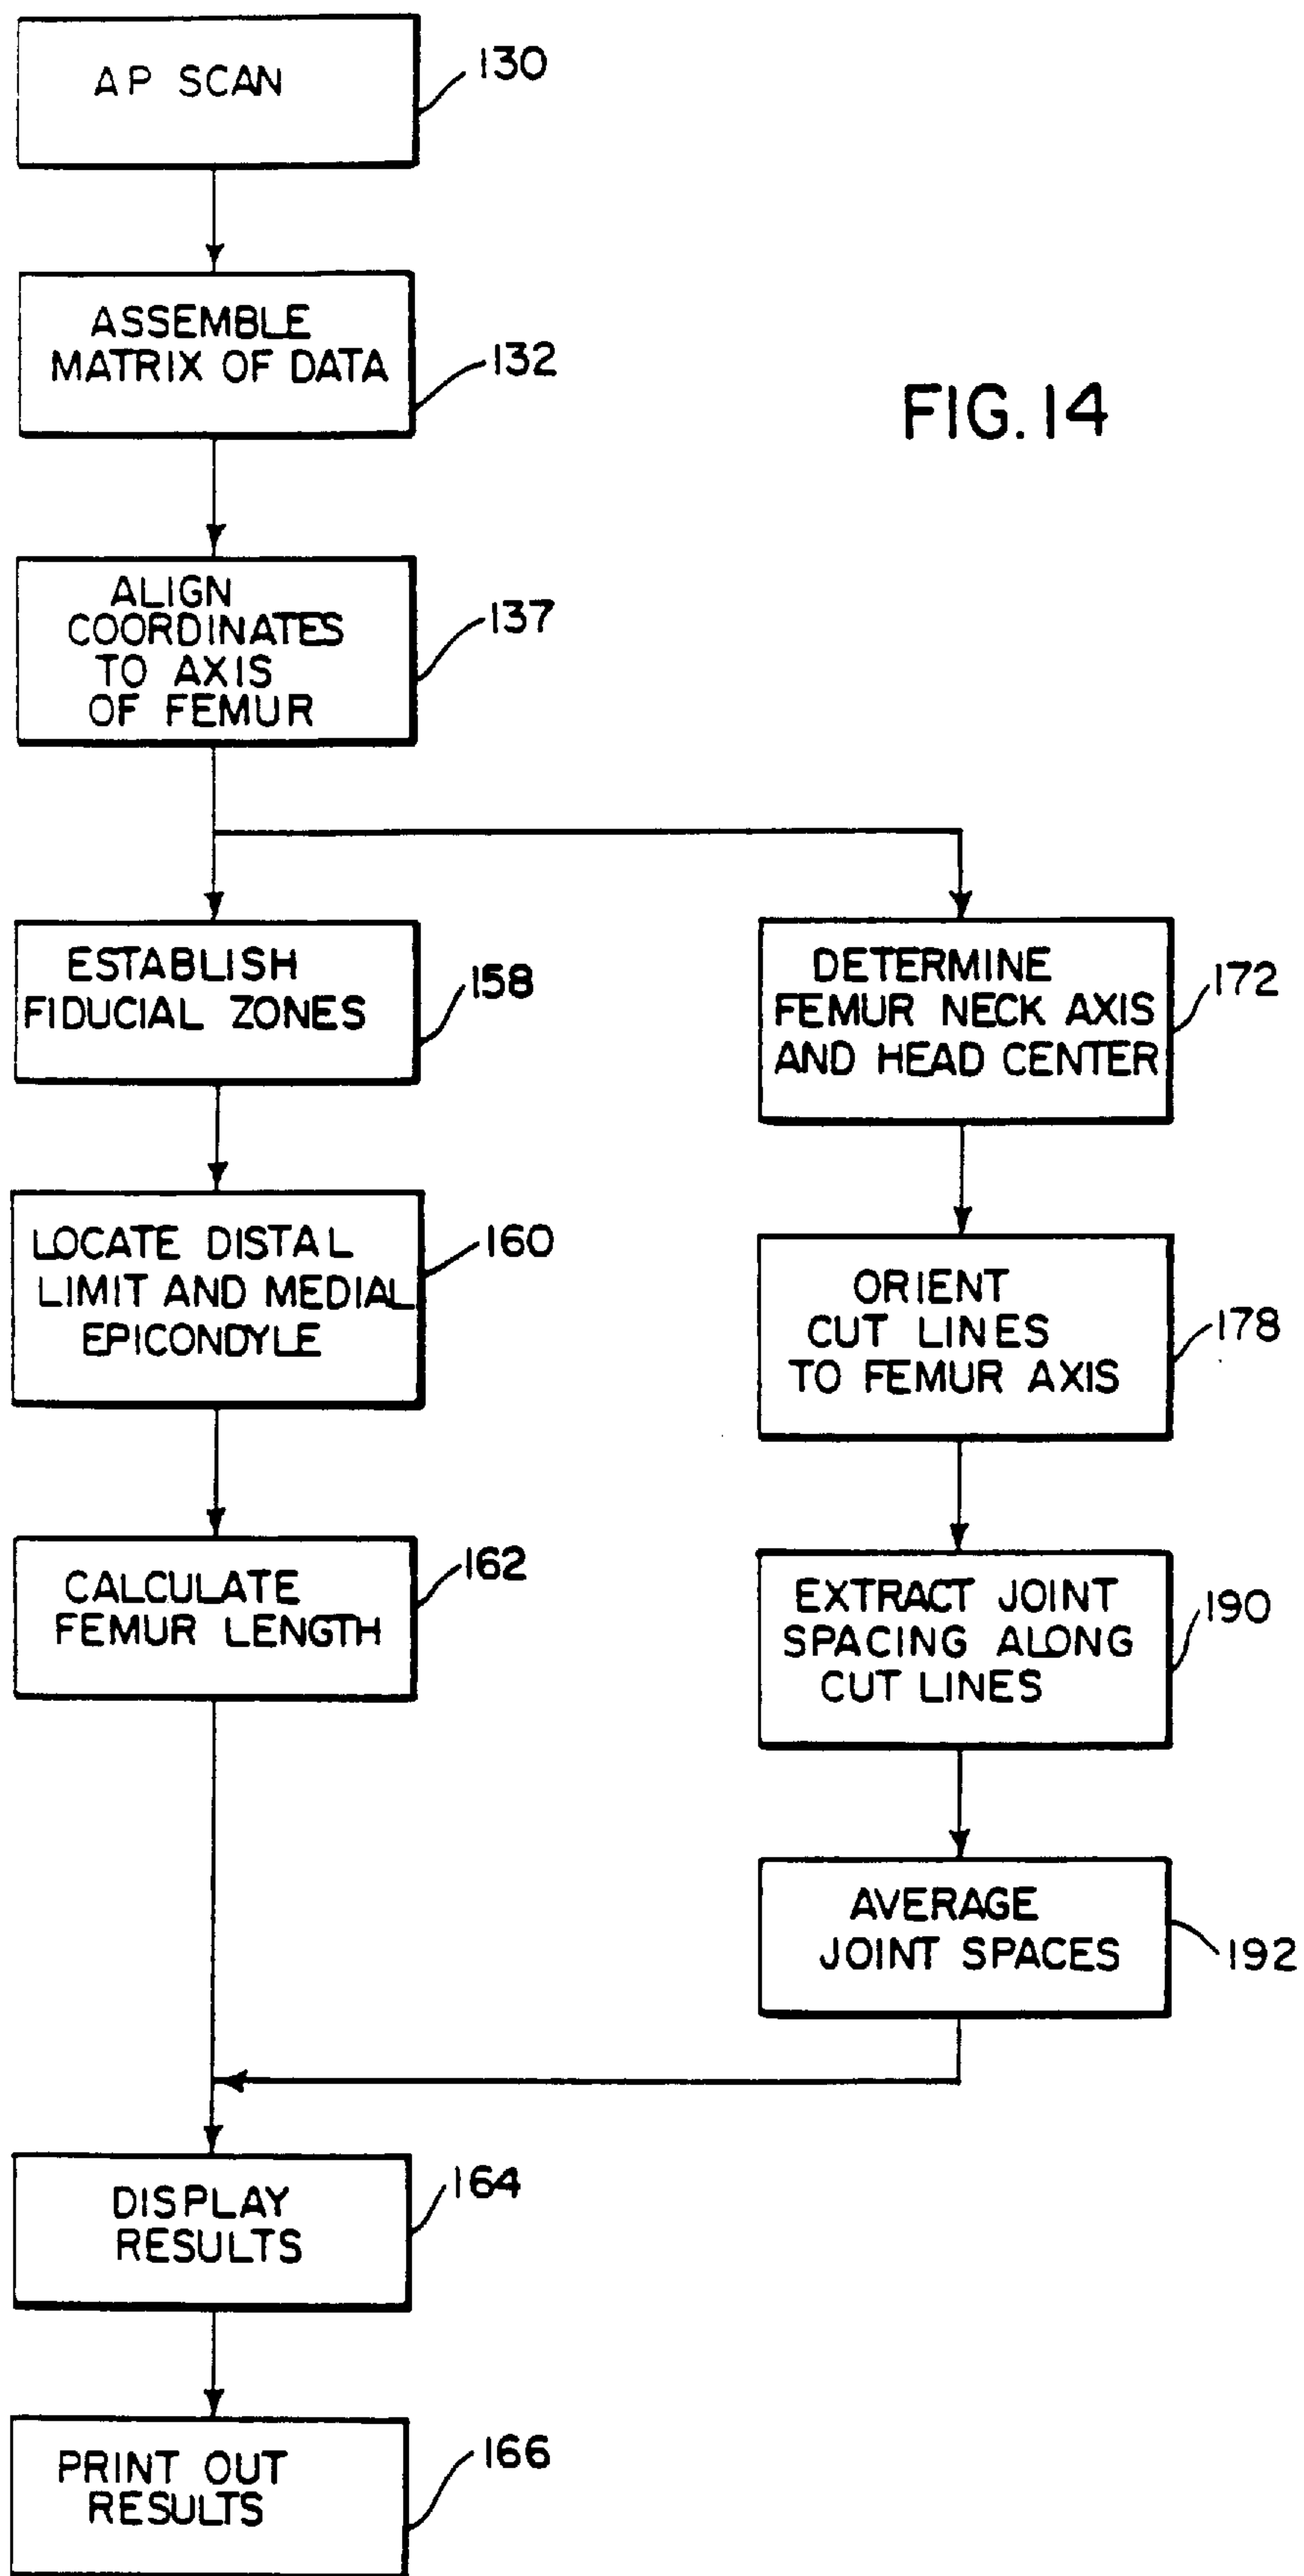 AP SCAN
130
ASSEMBLE
MATRIX OF DATA
132
FIG. 14
ALIGN
COORDINATES
TO AXIS
OF FEMUR
137
ESTABLISH
FIDUCIAL ZONES
158
LOCATE DISTAL
LIMIT AND MEDIAL
EPICONDYLE
160
CALCULATE
FEMUR LENGTH
162
DETERMINE
FEMUR NECK AXIS
AND HEAD CENTER
172
ORIENT
CUT LINES
TO FEMUR AXIS
178
EXTRACT JOINT
SPACING ALONG
CUT LINES
190
AVERAGE
JOINT SPACES
192
DISPLAY
RESULTS
164
PRINT OUT
RESULTS
166